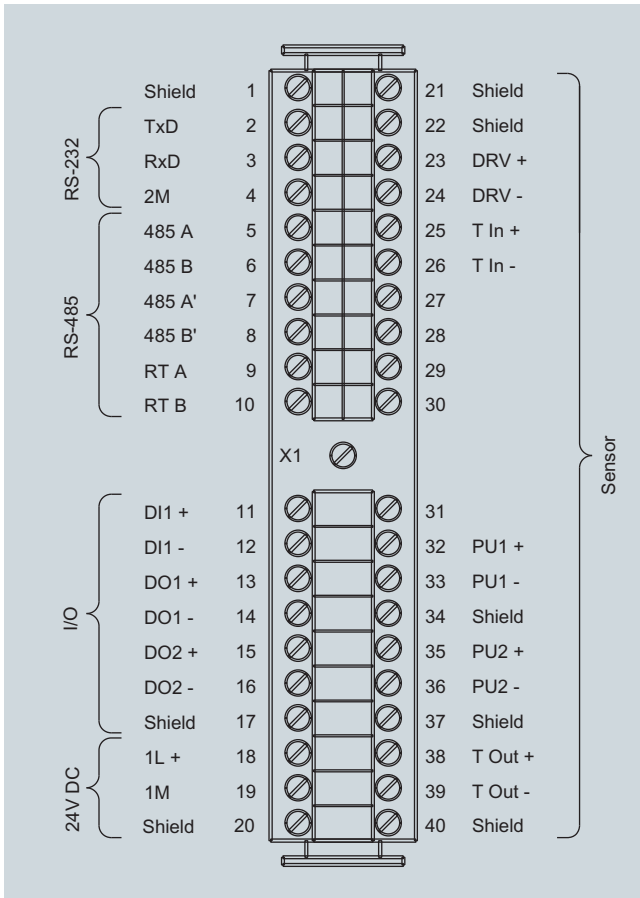 Shield 1 21 Shield
TxD 2 22 Shield
RxD 3 23 DRV +
2M 4 24 DRV -
RS-232
485 A 5 25 T In +
485 B 6 26 T In -
485 A' 7 27
485 B' 8 28
RT A 9 29
RT B 10 30
RS-485
X1
Sensor
DI1 + 11 31
DI1 - 12 32 PU1 +
DO1 + 13 33 PU1 -
DO1 - 14 34 Shield
DO2 + 15 35 PU2 +
DO2 - 16 36 PU2 -
Shield 17 37 Shield
I/O
1L + 18 38 T Out +
1M 19 39 T Out -
Shield 20 40 Shield
24V DC